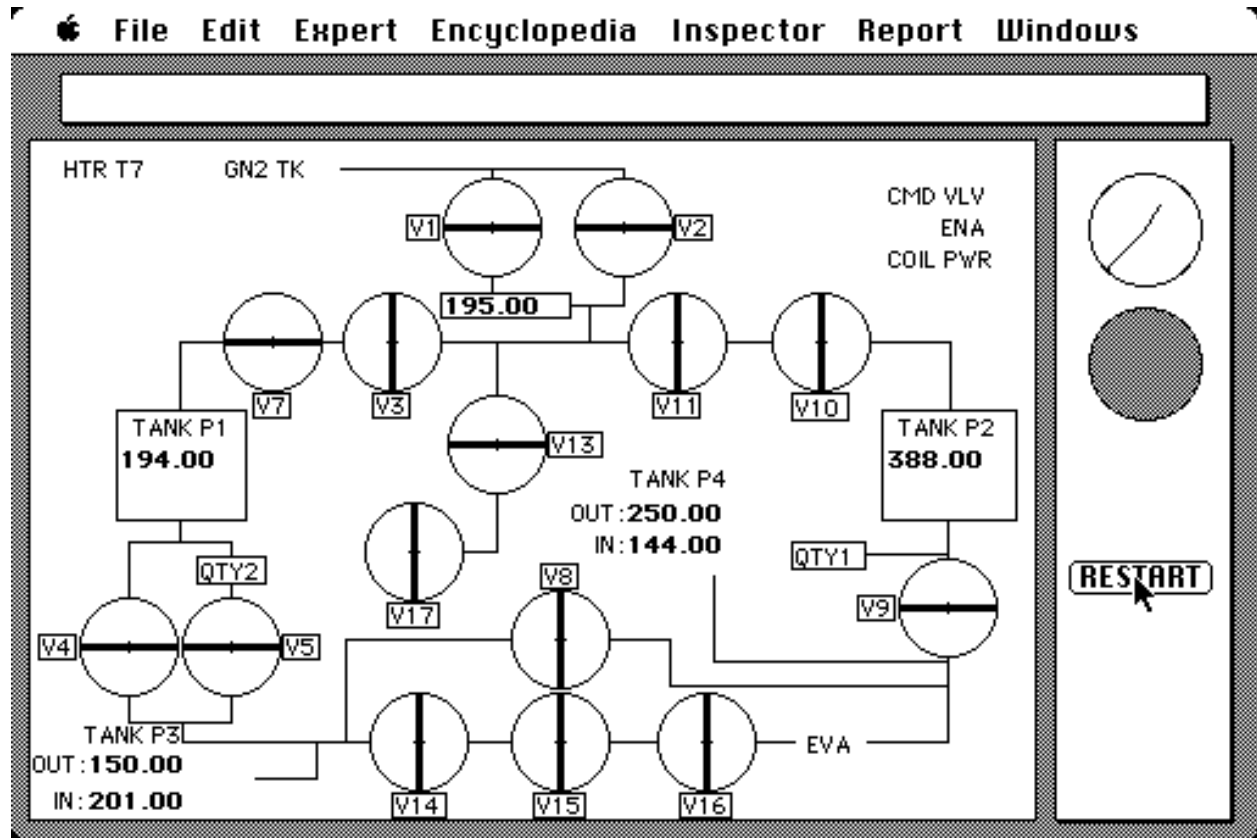 File Edit Expert Encyclopedia Inspector Report Windows
HTR T7 GN2 TK
CMD VLV
ENA
COIL PWR
V1 V2
195.00
V7 V3 V11 V10
TANK P1
194.00
V13
TANK P2
388.00
TANK P4
OUT:250.00
IN:144.00
QTY1
QTY2
V17
V8
V9
RESTART
V4 V5
TANK P3
OUT:150.00
IN:201.00
EVA
V14 V15 V16